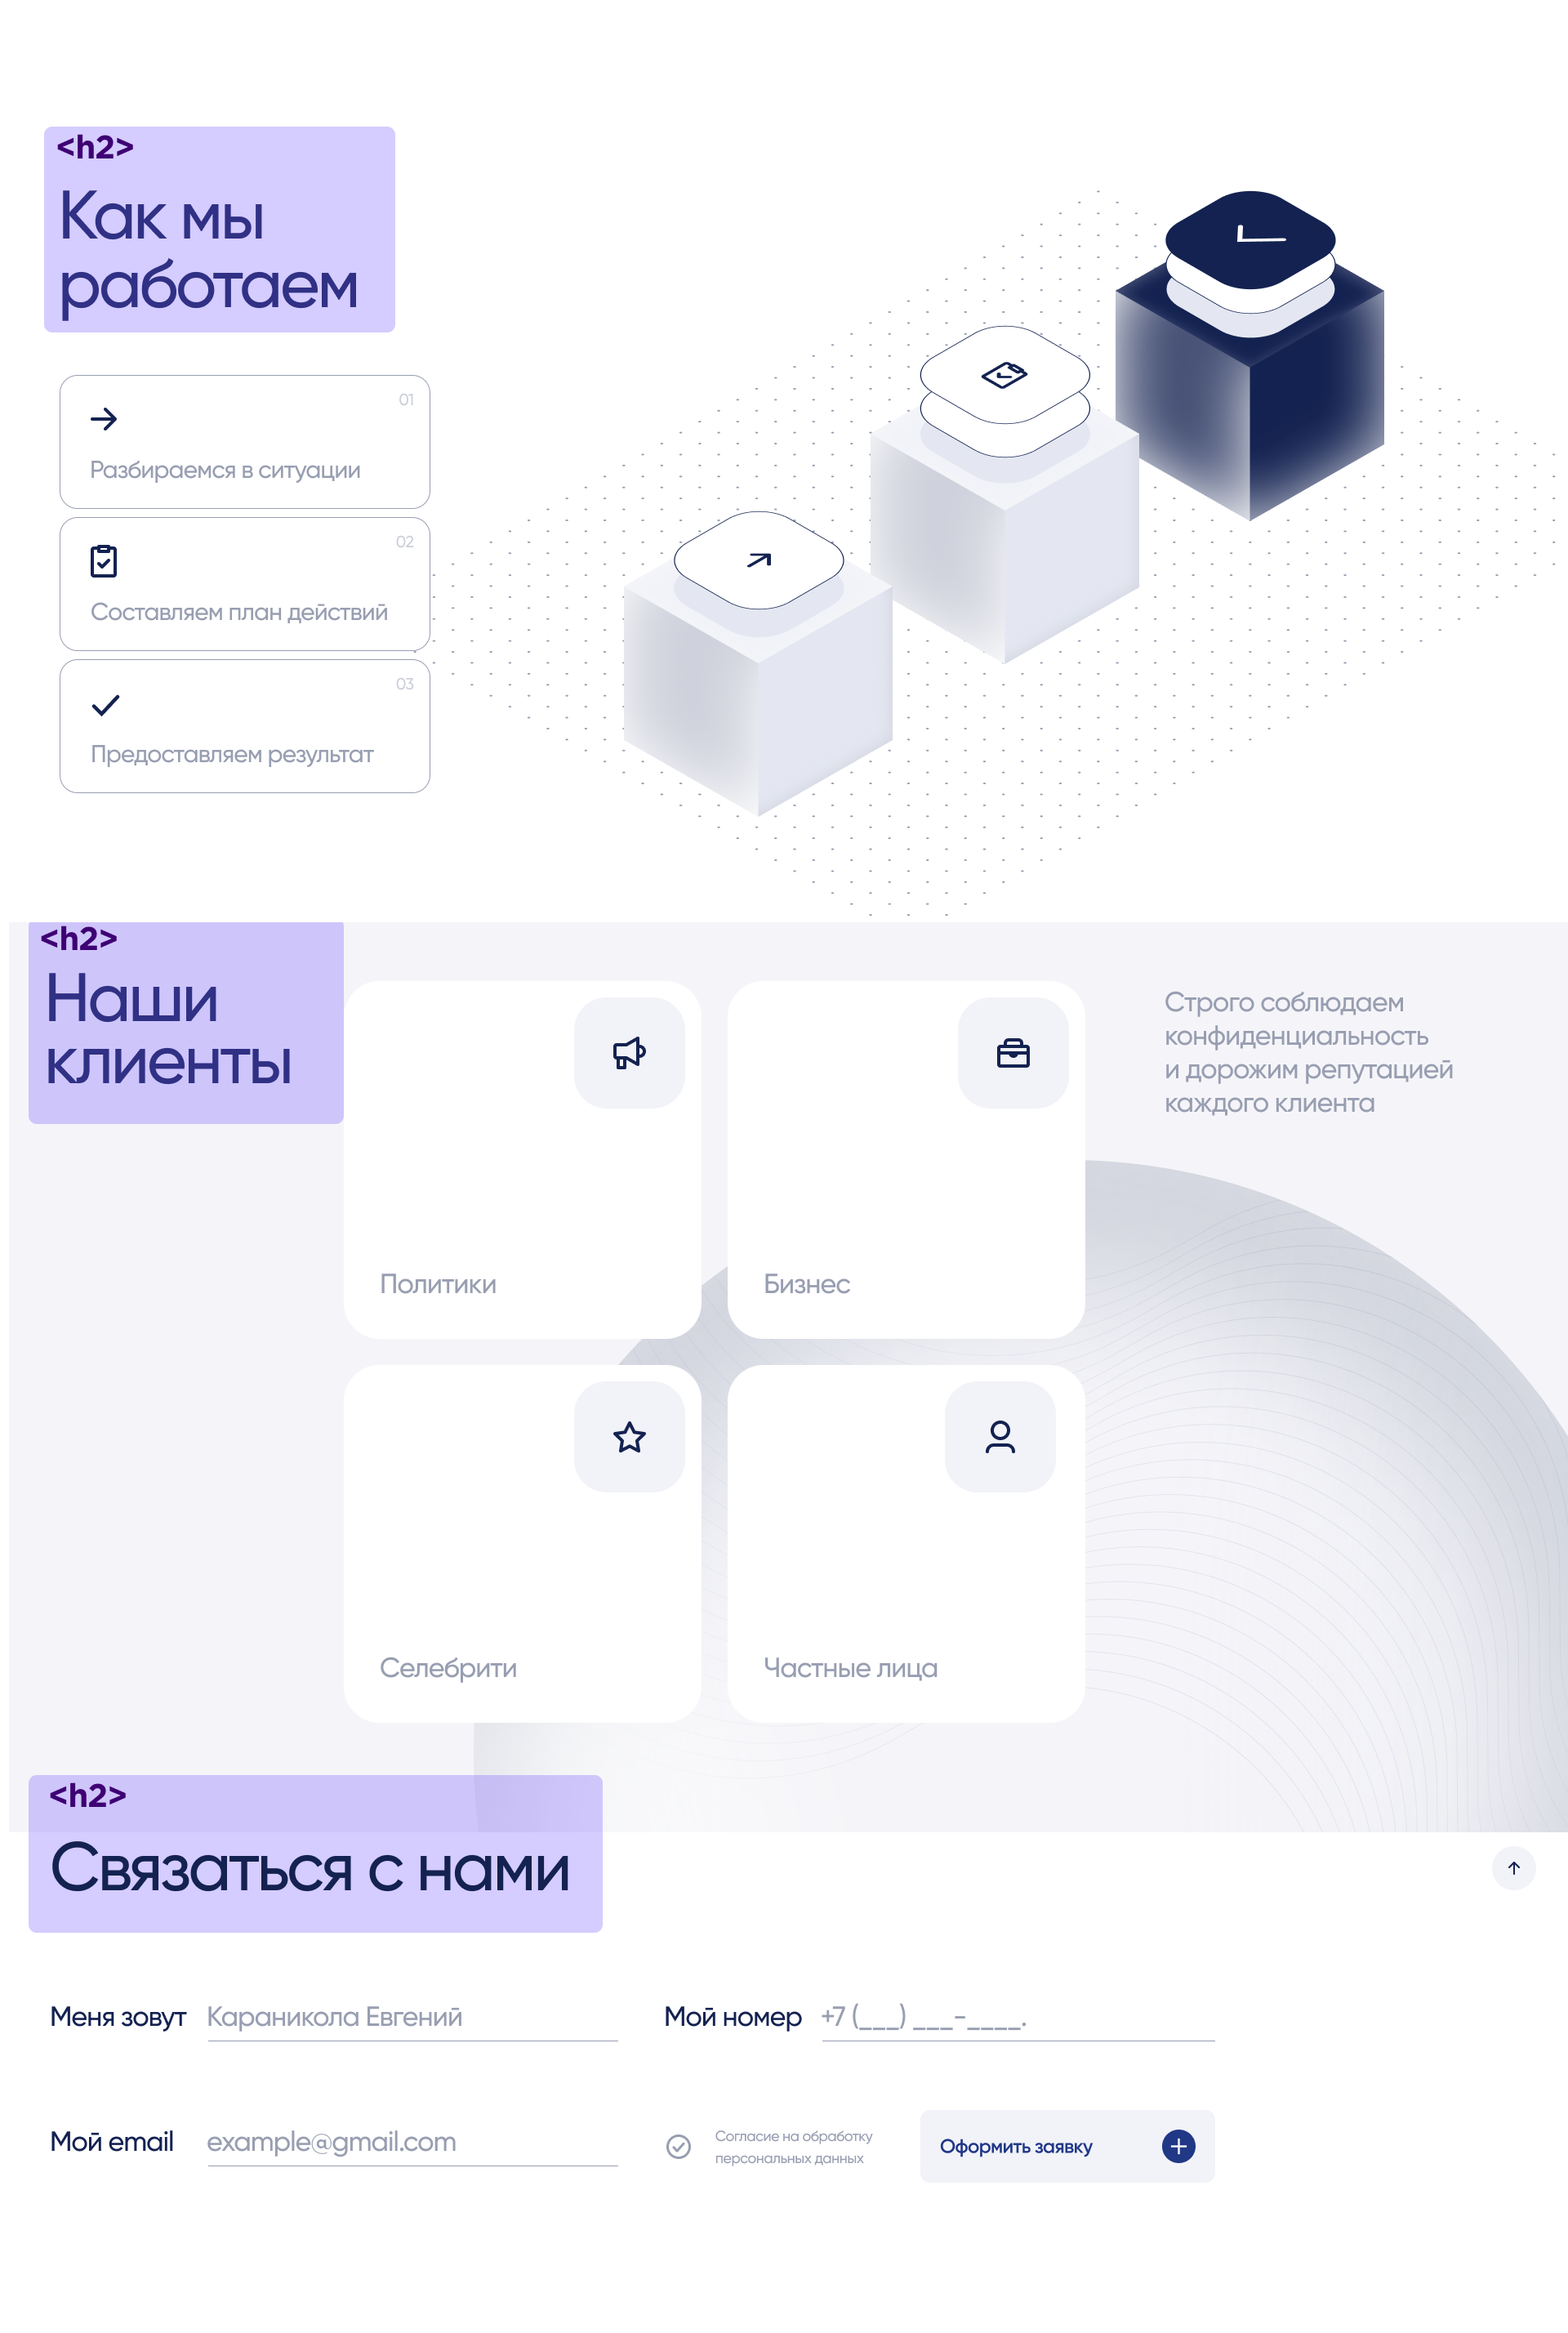 <h2>
Как мы
работаем
01
Разбираемся в ситуации
02
Составляем план действий
03
Предоставляем результат
<h2>
Наши
клиенты
Строго соблюдаем
конфиденциальность
и дорожим репутацией
каждого клиента
Политики
Бизнес
Селебрити
Частные лица
<h2>
Связаться с нами
Меня зовут Караникола Евгений
Мой номер +7 (___) ___-____.
Мой email example@gmail.com
Согласие на обработку
персональных данных
Оформить заявку